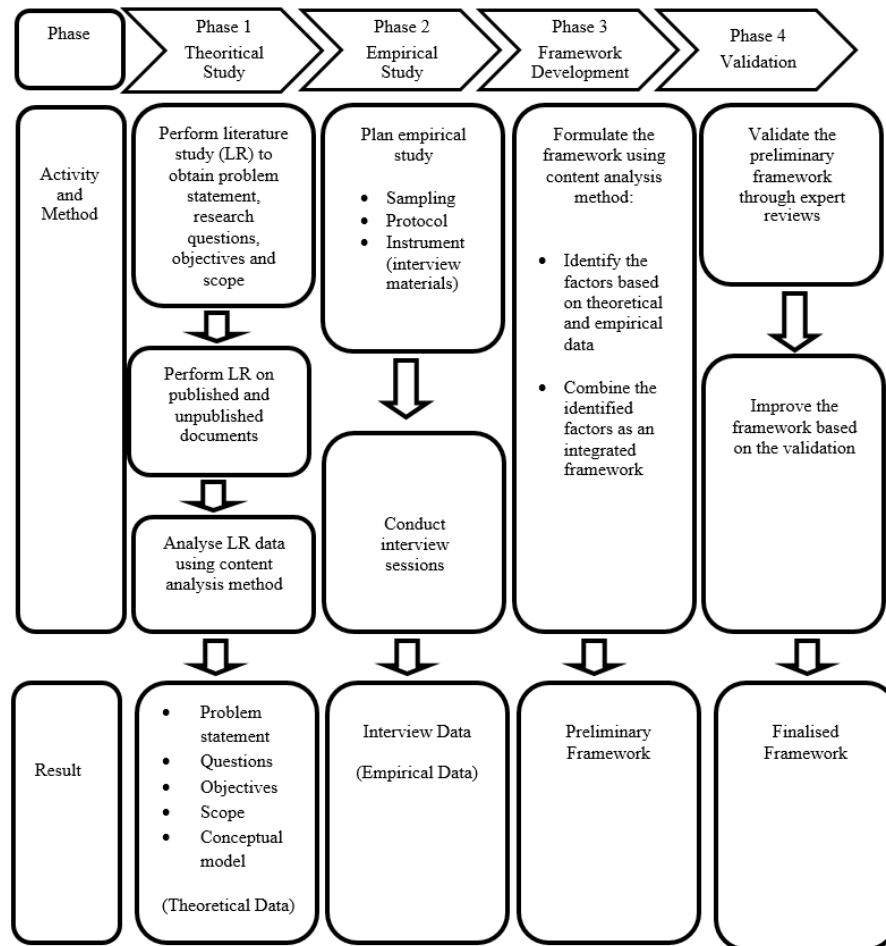 Phase
Phase 1
Theoritical
Study
Phase 2
Empirical
Study
Phase 3
Framework
Development
Phase 4
Validation
Activity
and
Method
Perform literature
study (LR) to
obtain problem
statement,
research
questions,
objectives and
scope
Perform LR on
published and
unpublished
documents
Analyse LR data
using content
analysis method
Plan empirical
study
• Sampling
• Protocol
• Instrument
(interview
materials)
Conduct
interview
sessions
Formulate the
framework using
content analysis
method:
• Identify the
factors based
on theoretical
and empirical
data
• Combine the
identified
factors as an
integrated
framework
Validate the
preliminary
framework
through expert
reviews
Improve the
framework based
on the validation
Result
• Problem
statement
• Questions
• Objectives
• Scope
• Conceptual
model
(Theoretical Data)
Interview Data
(Empirical Data)
Preliminary
Framework
Finalised
Framework